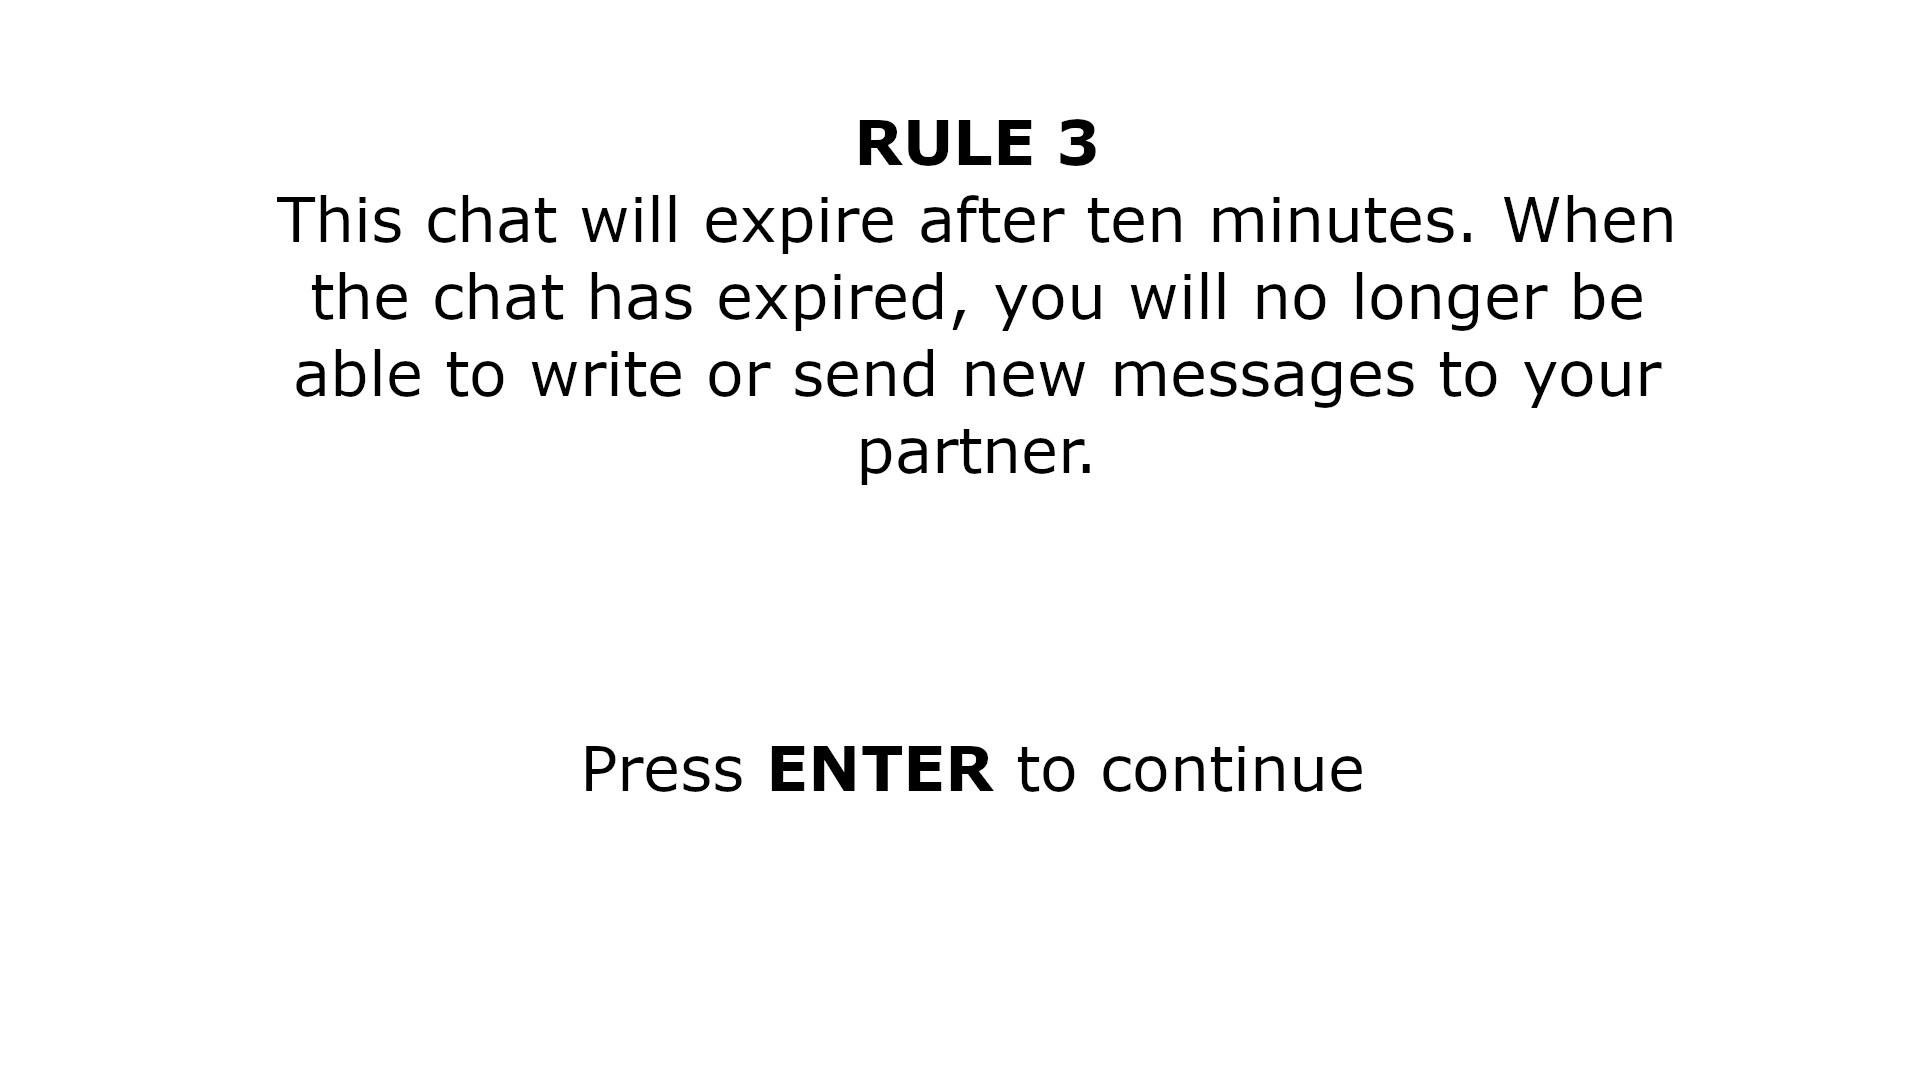 RULE 3
This chat will expire after ten minutes. When
the chat has expired, you will no longer be
able to write or send new messages to your
partner.
Press ENTER to continue